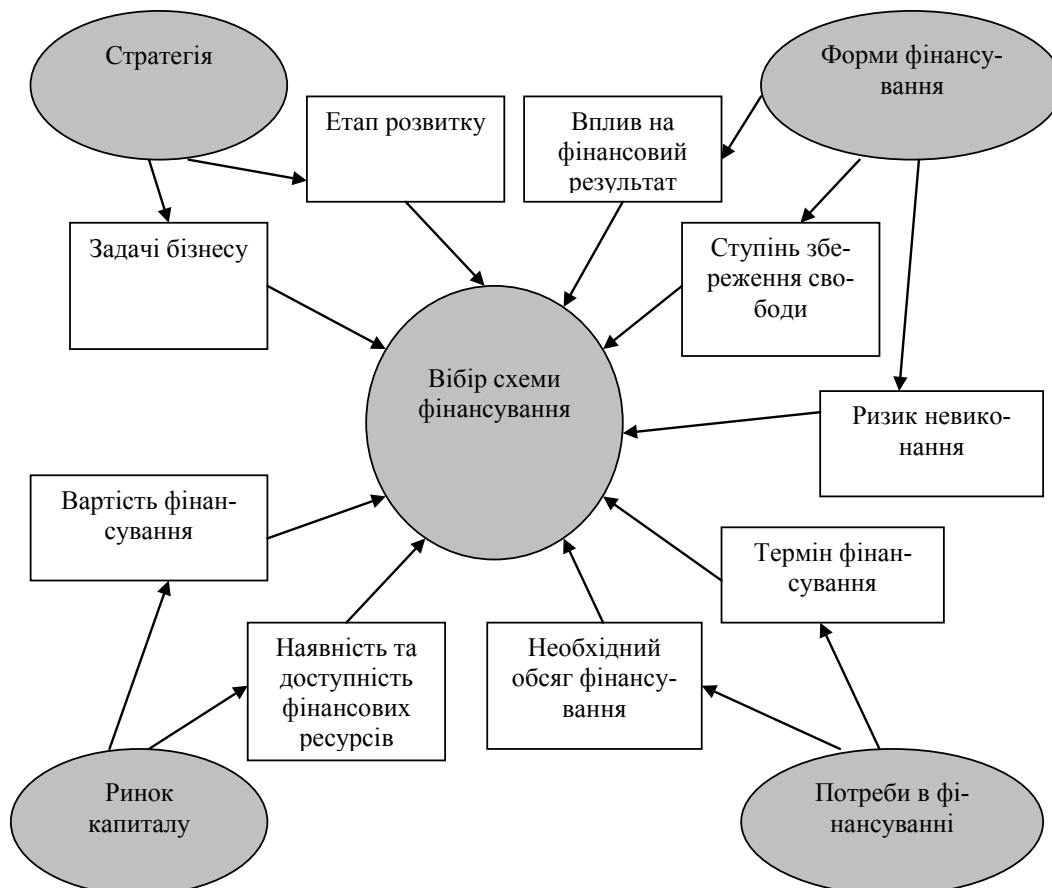 Стратегія
Форми фінансу-
вання
Етап розвитку
Вплив на
фінансовий
результат
Задачі бізнесу
Ступінь збе-
реження сво-
боди
Вібір схеми
фінансування
Ризик невико-
нання
Вартість фінан-
сування
Термін фінан-
сування
Наявність та
доступність
фінансових
ресурсів
Необхідний
обсяг фінансу-
вання
Ринок
капиталу
Потреби в фі-
нансуванні